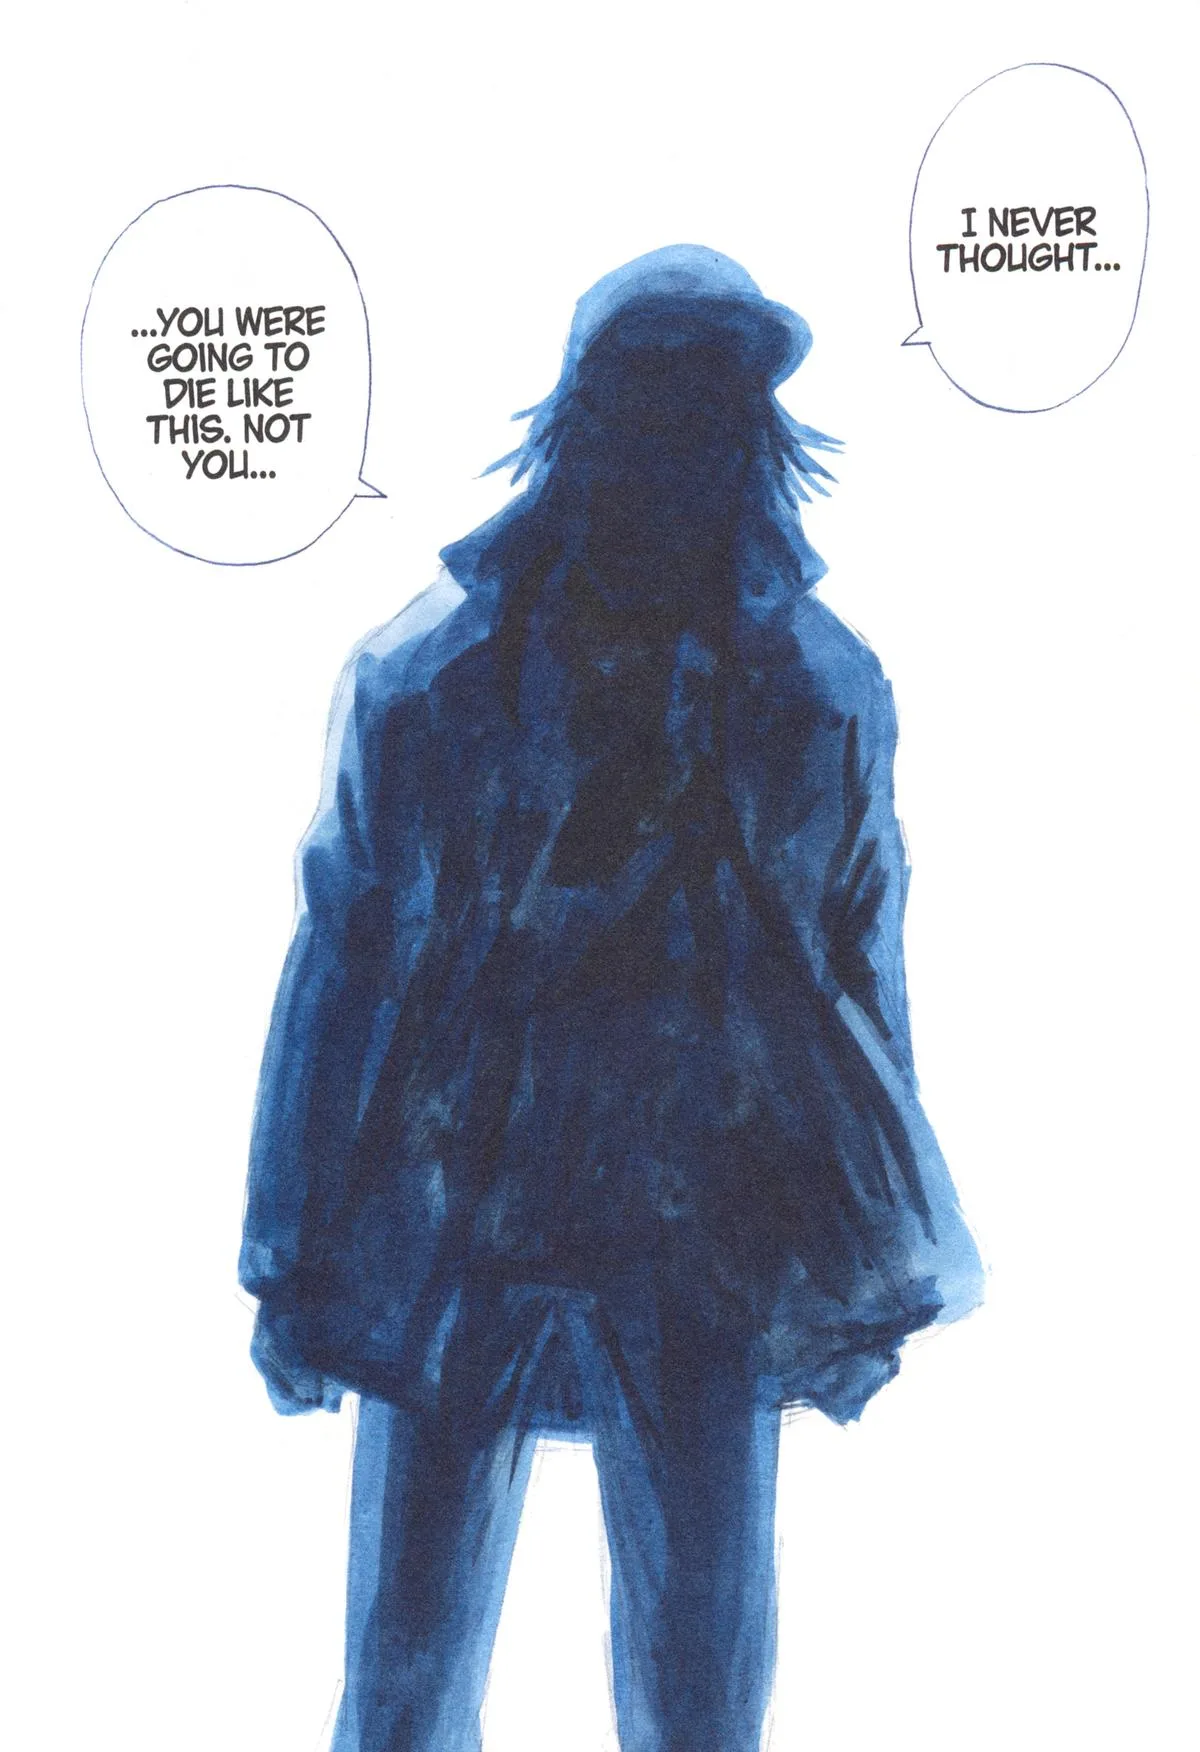 I NEVER
THOUGHT...
...YOU WERE
GOING TO
DIE LIKE
THIS. NOT
YOU...